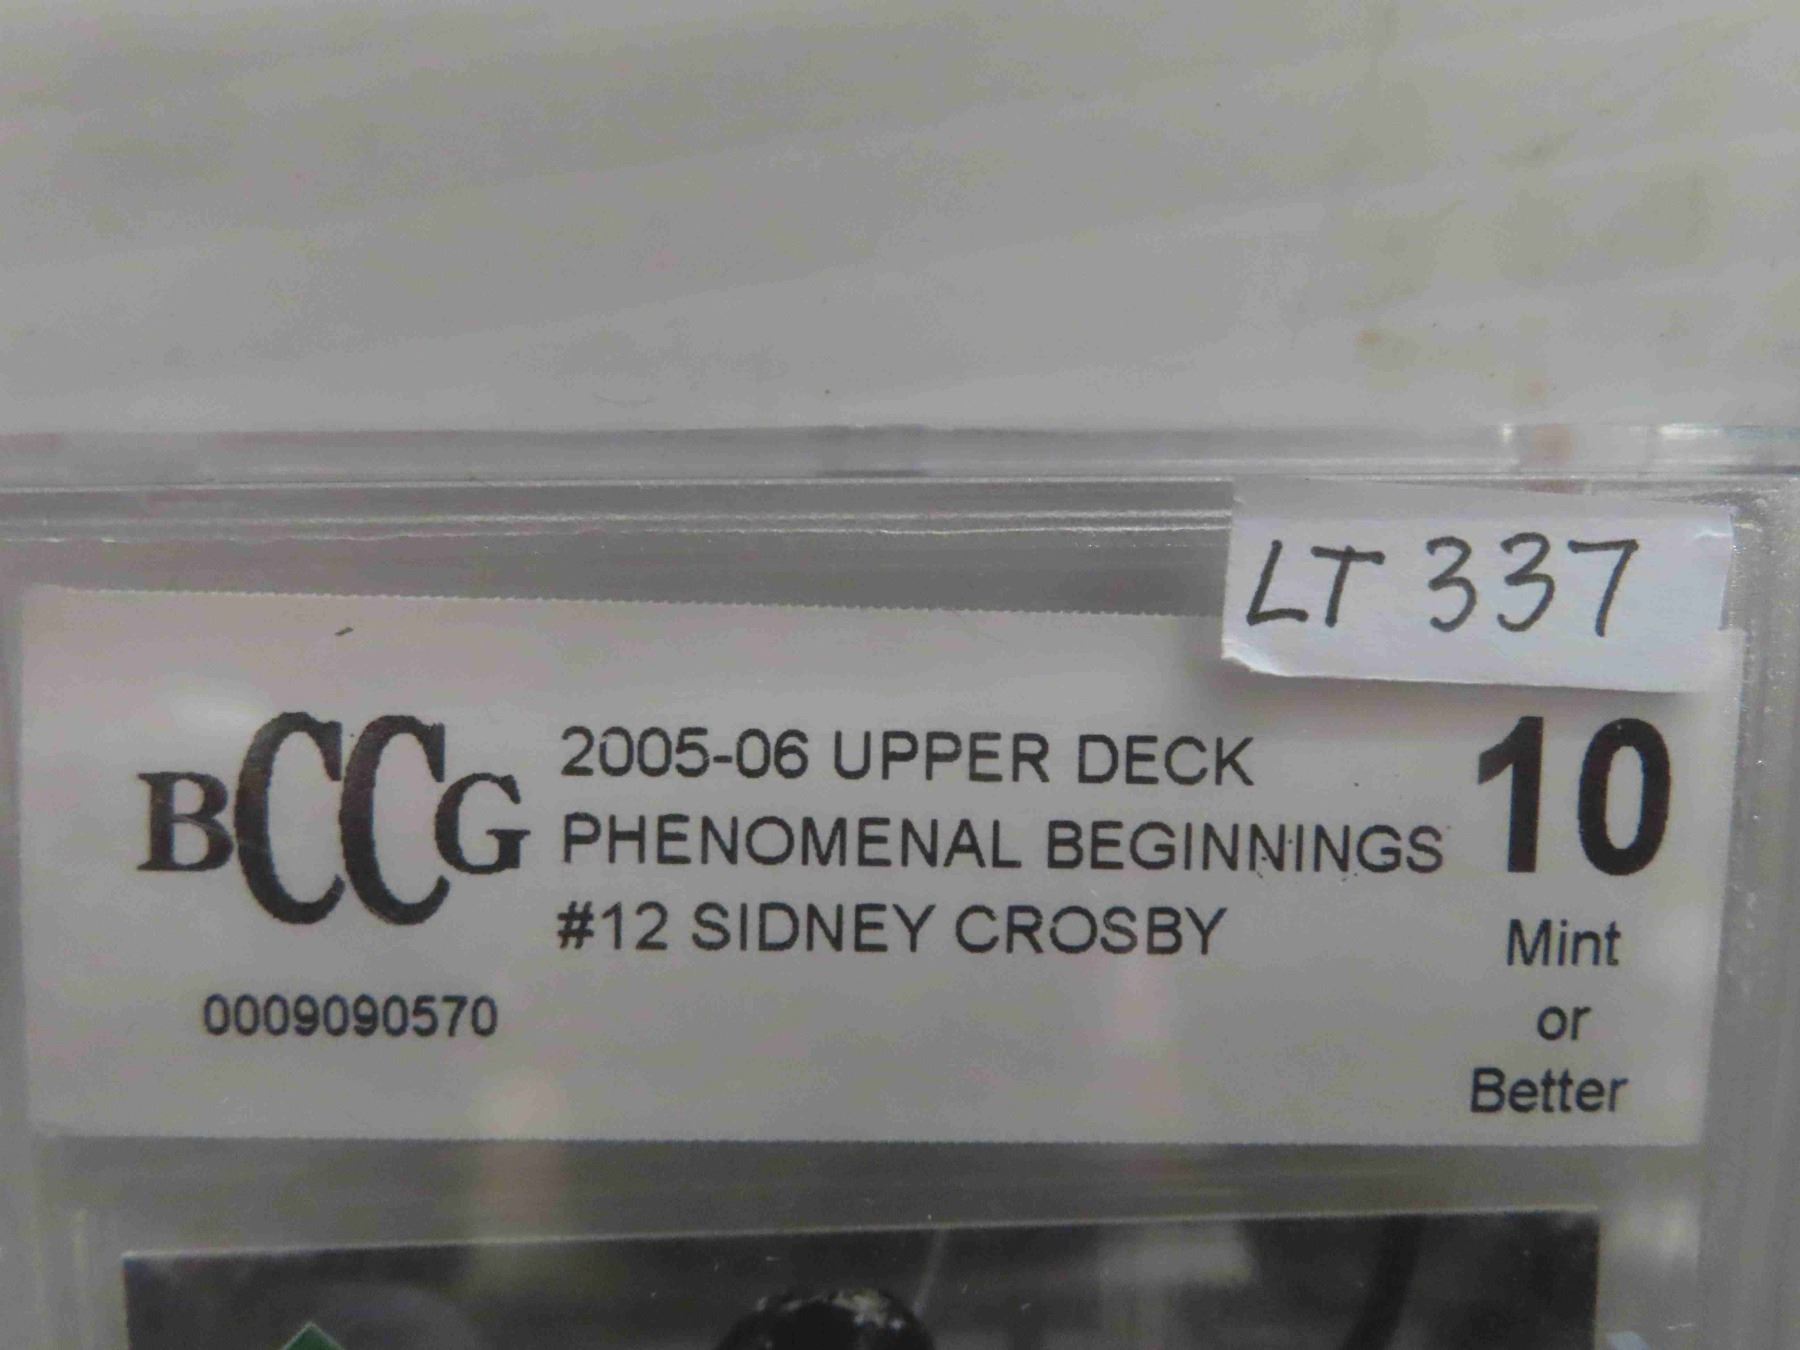 LT 337
BCCG
2005-06 UPPER DECK
PHENOMENAL BEGINNINGS
#12 SIDNEY CROSBY
0009090570
10
Mint
or
Better